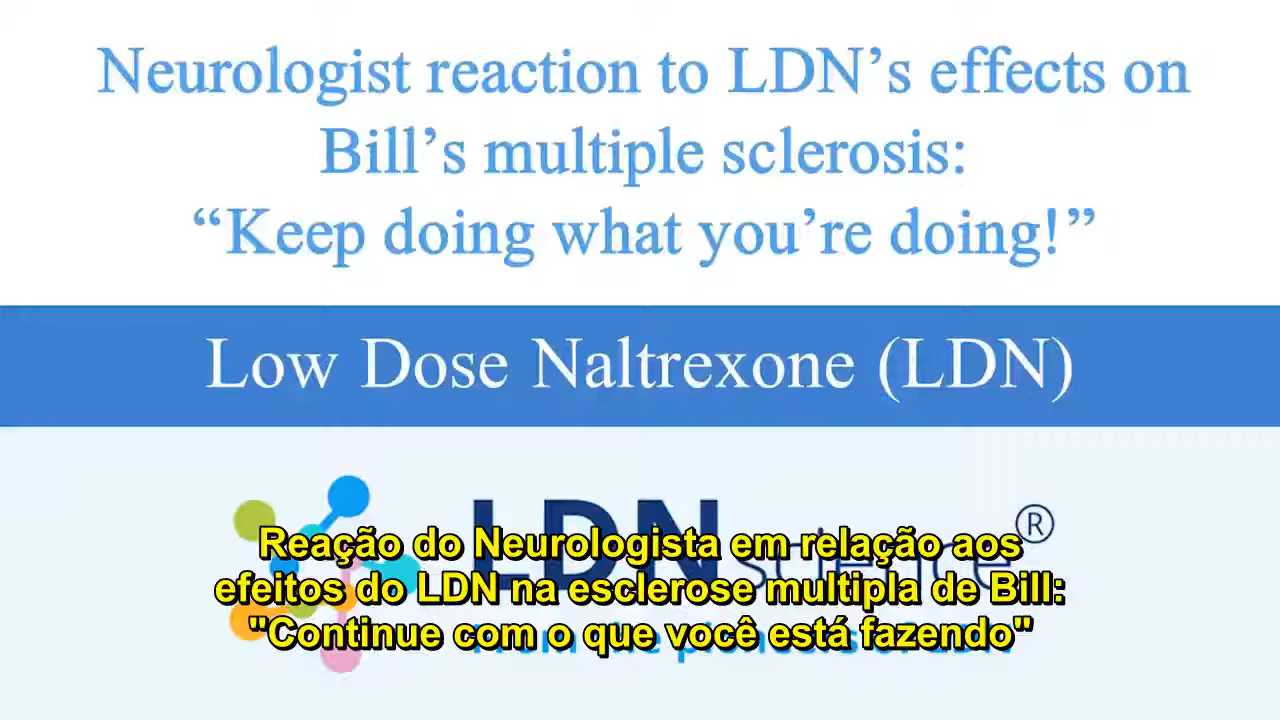 Neurologist reaction to LDN’s effects on
Bill’s multiple sclerosis:
“Keep doing what you’re doing!”
Low Dose Naltrexone (LDN)
LDNscience®
Reação do Neurologista em relação aos
efeitos do LDN na esclerose multipla de Bill:
"Continue com o que você está fazendo"